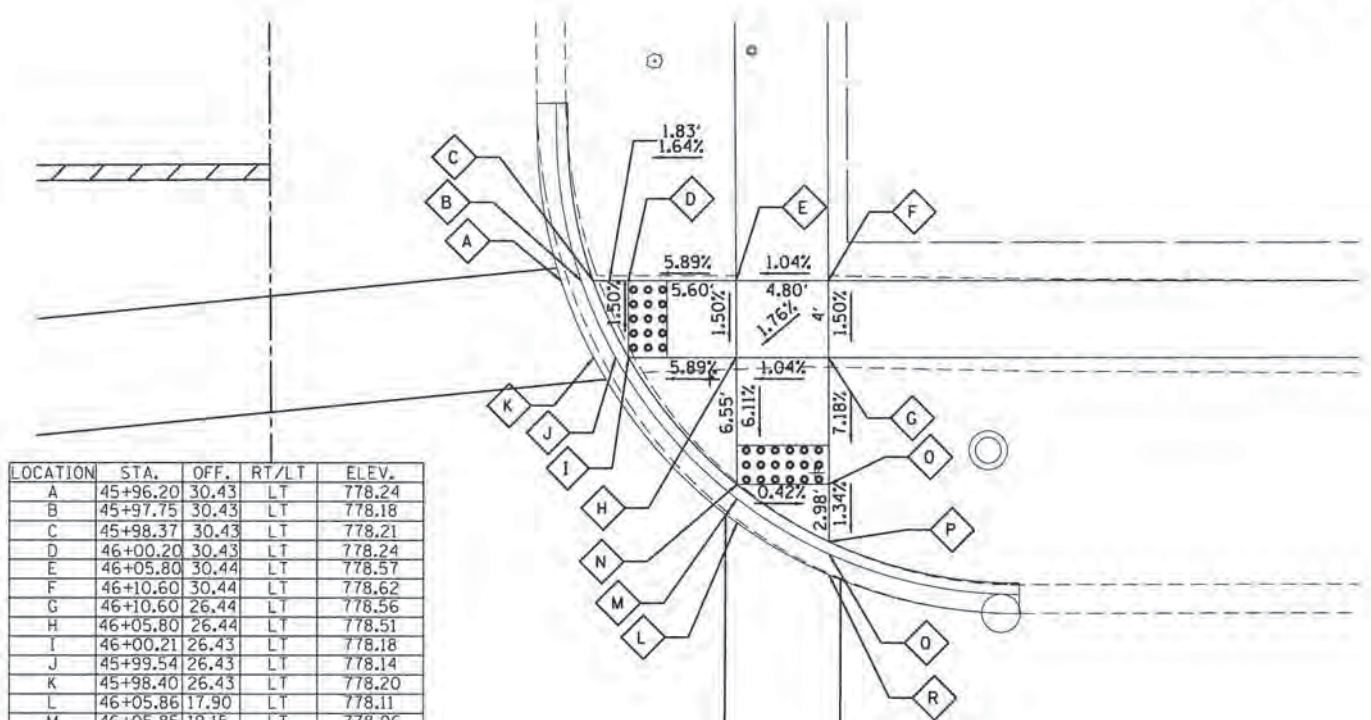 1.83'
1.64%
C
D
B
E
F
A
5.89%
1.04%
1.50%
5.60'
1.50%
4.80'
1.76%
4'
1.50%
5.89%
1.04%
K
6.55'
6.11%
7.18%
G
J
I
O
H
0.42%
2.98'
1.34%
P
N
M
L
O
R
LOCATION STA. OFF. RT/LT ELEV.
A 45+96.20 30.43 LT 778.24
B 45+97.75 30.43 LT 778.18
C 45+98.37 30.43 LT 778.21
D 46+00.20 30.43 LT 778.24
E 46+05.80 30.44 LT 778.57
F 46+10.60 30.44 LT 778.62
G 46+10.60 26.44 LT 778.56
H 46+05.80 26.44 LT 778.51
I 46+00.21 26.43 LT 778.18
J 45+99.54 26.43 LT 778.14
K 45+98.40 26.43 LT 778.20
L 46+05.86 17.90 LT 778.11
M 46+05.85 19.15 LT 778.06